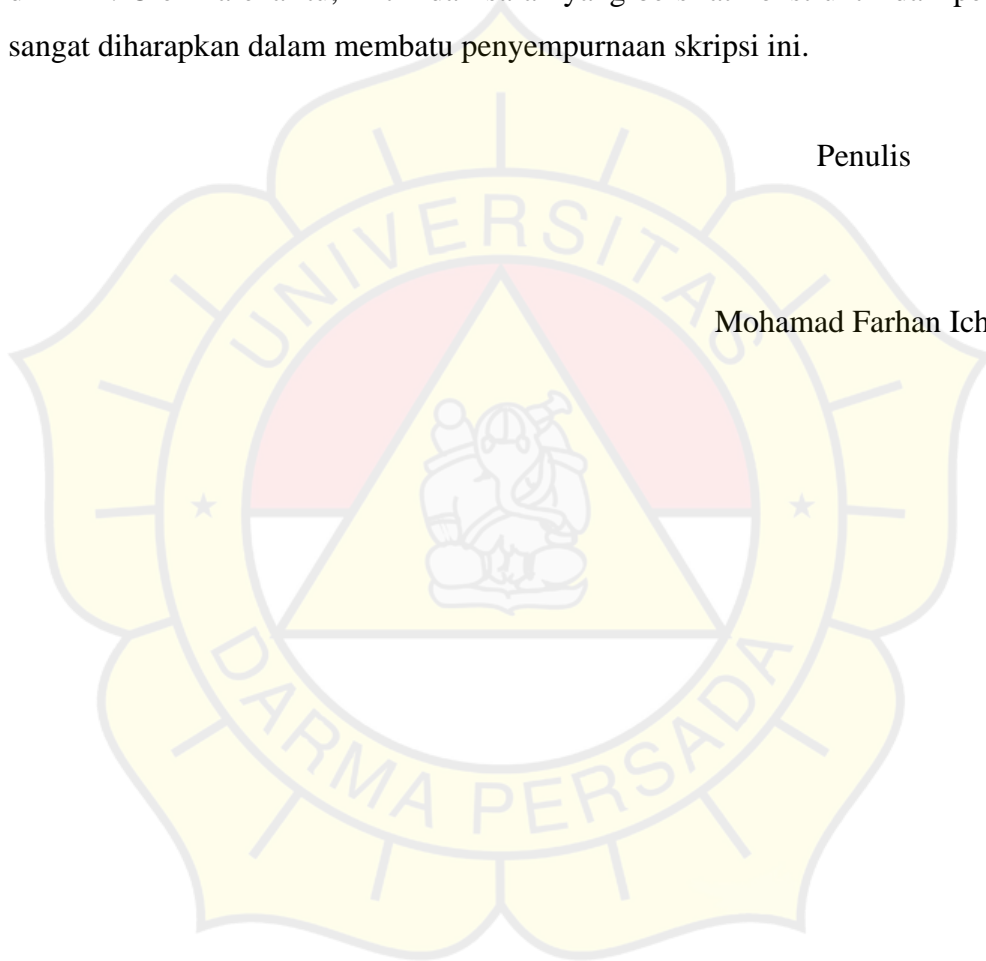 sangat diharapkan dalam membatu penyempurnaan skripsi ini.
Penulis
Mohamad Farhan Ich
UNIVERSITAS
DARMA PERSADA